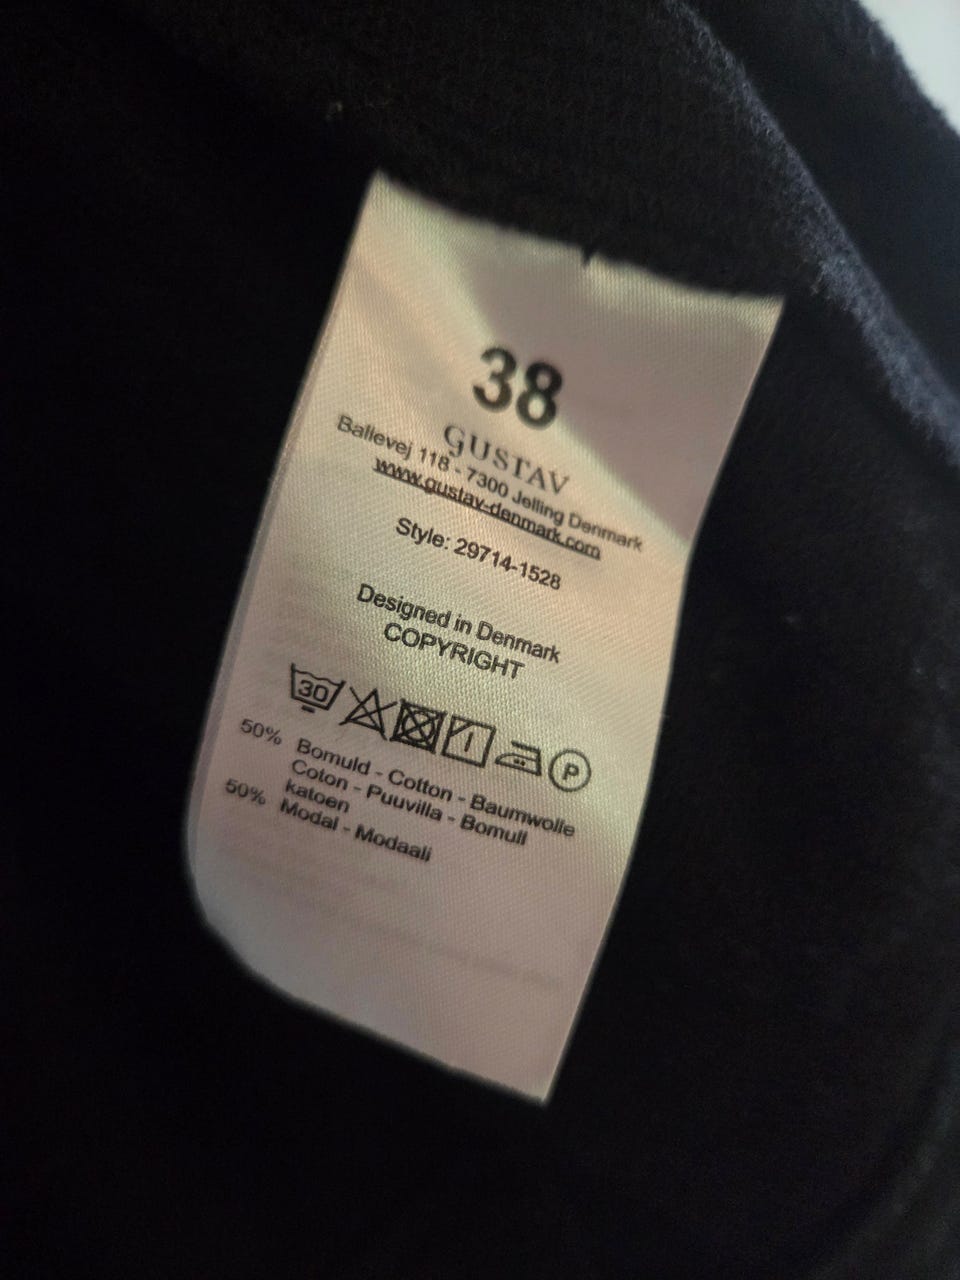 38
GUSTAV
Ballevej 118 - 7300 Jelling Denmark
www.gustav-denmark.com
Style: 29714-1528
Designed in Denmark
COPYRIGHT
30 P
50% Bomuld - Cotton - Baumwolle
Coton - Puuvilla - Bomull
katoen
50% Modal - Modaali